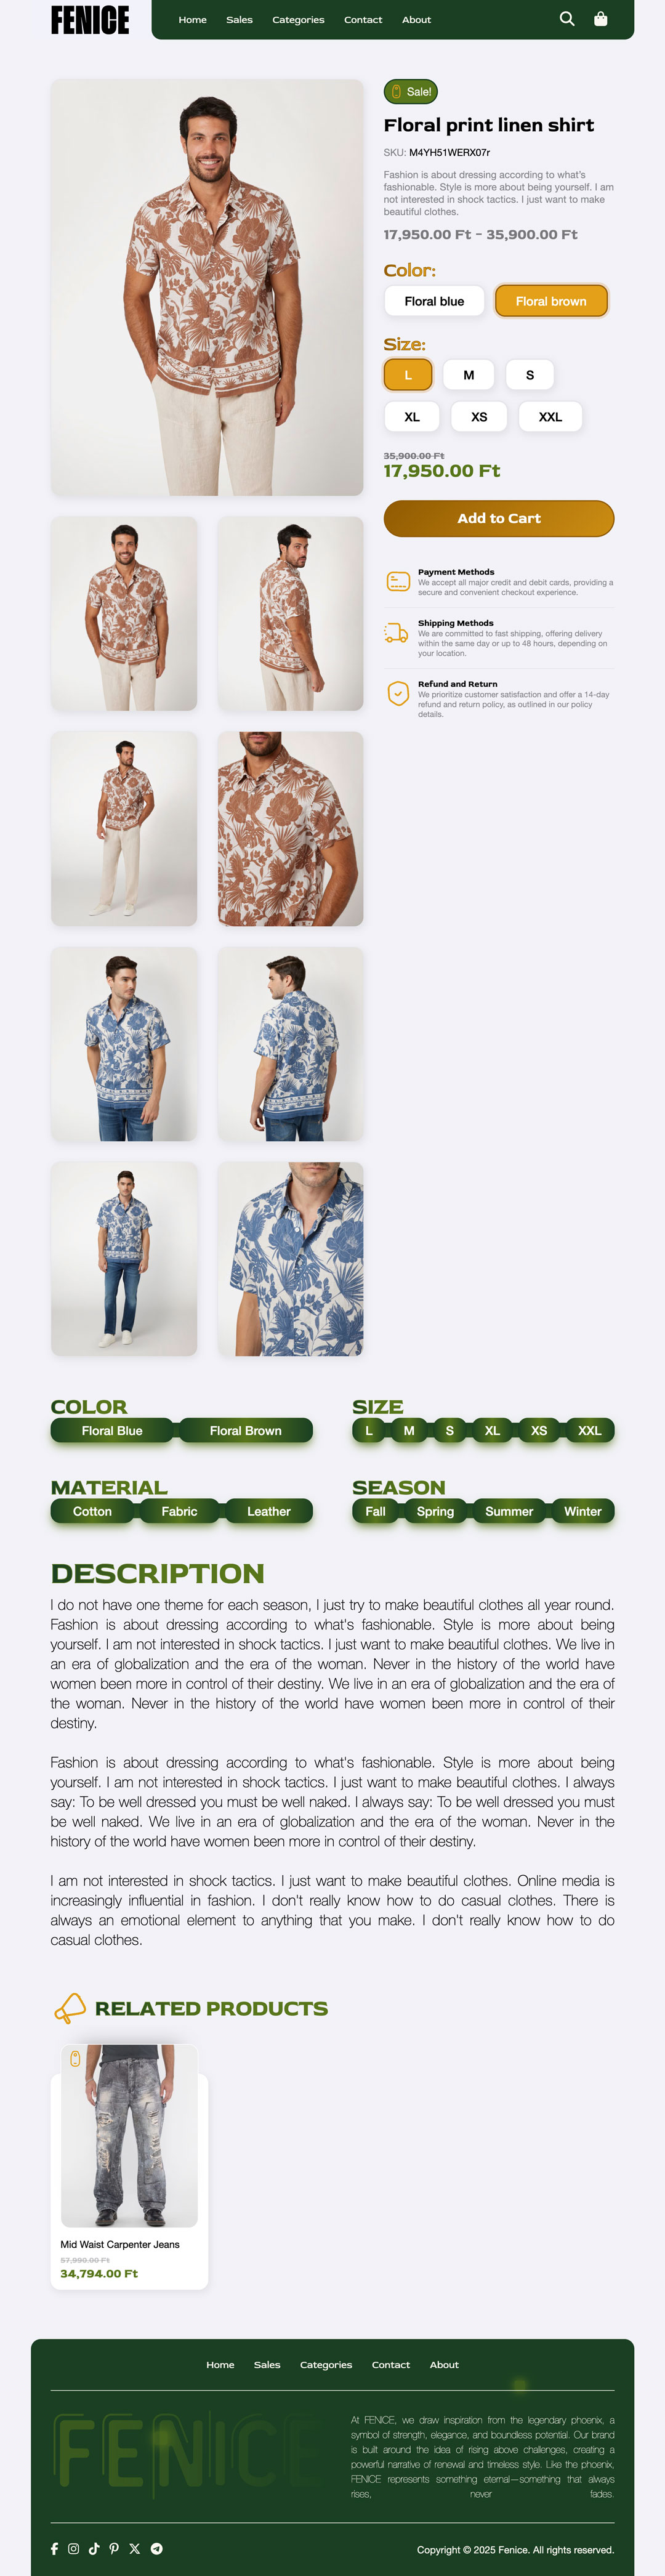 FENICE
Home Sales Categories Contact About
Sale!
Floral print linen shirt
SKU: M4YH51WERX07r
Fashion is about dressing according to what's
fashionable. Style is more about being yourself. I am
not interested in shock tactics. I just want to make
beautiful clothes.
17,950.00 Ft – 35,900.00 Ft
Color:
Floral blue Floral brown
Size:
L M S
XL XS XXL
35,900.00 Ft
17,950.00 Ft
Add to Cart
Payment Methods
We accept all major credit and debit cards, providing a
secure and convenient checkout experience.
Shipping Methods
We are committed to fast shipping, offering delivery
within the same day or up to 48 hours, depending on
your location.
Refund and Return
We prioritize customer satisfaction and offer a 14-day
refund and return policy, as outlined in our policy
details.
COLOR
Floral Blue Floral Brown
SIZE
L M S XL XS XXL
MATERIAL
Cotton Fabric Leather
SEASON
Fall Spring Summer Winter
DESCRIPTION
I do not have one theme for each season, I just try to make beautiful clothes all year round.
Fashion is about dressing according to what's fashionable. Style is more about being
yourself. I am not interested in shock tactics. I just want to make beautiful clothes. We live in
an era of globalization and the era of the woman. Never in the history of the world have
women been more in control of their destiny. We live in an era of globalization and the era of
the woman. Never in the history of the world have women been more in control of their
destiny.
Fashion is about dressing according to what's fashionable. Style is more about being
yourself. I am not interested in shock tactics. I just want to make beautiful clothes. I always
say: To be well dressed you must be well naked. I always say: To be well dressed you must
be well naked. We live in an era of globalization and the era of the woman. Never in the
history of the world have women been more in control of their destiny.
I am not interested in shock tactics. I just want to make beautiful clothes. Online media is
increasingly influential in fashion. I don't really know how to do casual clothes. There is
always an emotional element to anything that you make. I don't really know how to do
casual clothes.
RELATED PRODUCTS
Mid Waist Carpenter Jeans
57,990.00 Ft
34,794.00 Ft
Home Sales Categories Contact About
FENICE
At FENICE, we draw inspiration from the legendary phoenix, a
symbol of strength, elegance, and boundless potential. Our brand
is built around the idea of rising above challenges, creating a
powerful narrative of renewal and timeless style. Like the phoenix,
FENICE represents something eternal—something that always
rises, never fades.
Copyright © 2025 Fenice. All rights reserved.